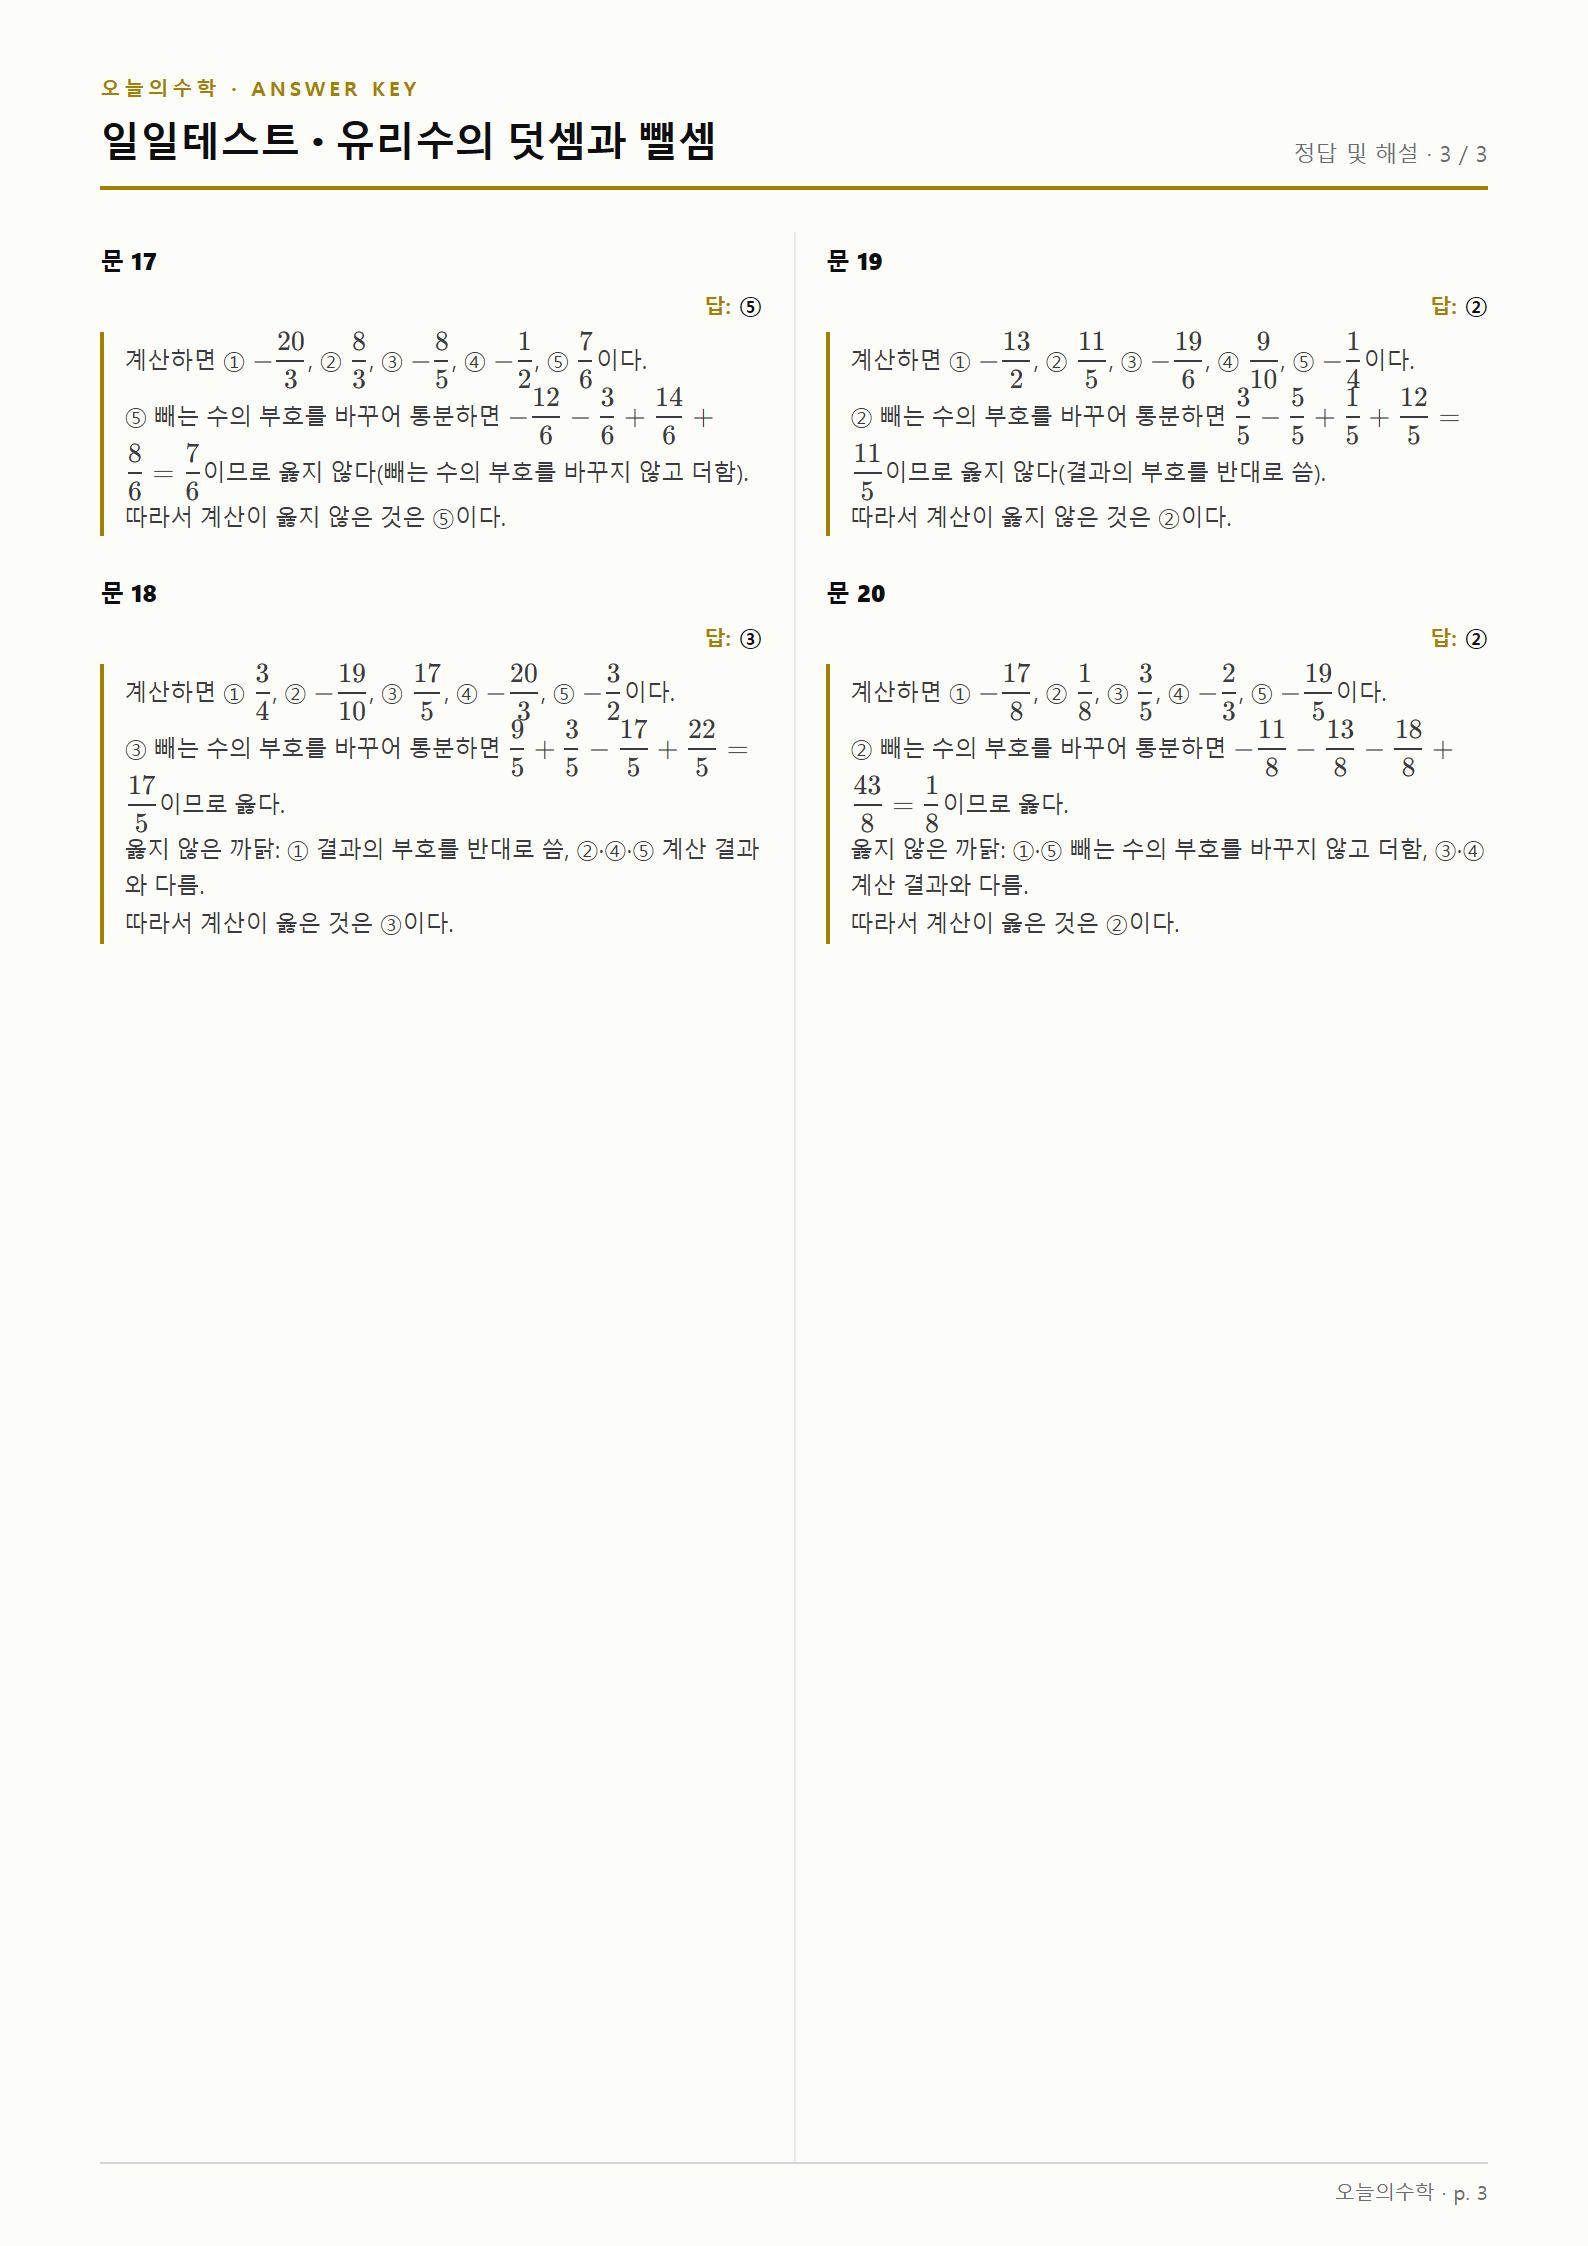 오늘의수학 · ANSWER KEY
일일테스트 · 유리수의 덧셈과 뺄셈
정답 및 해설 · 3 / 3
문 17
답: ⑤
계산하면 ① −20/3, ② 8/3, ③ −8/5, ④ −1/2, ⑤ 7/6이다.
⑤ 빼는 수의 부호를 바꾸어 통분하면 −12/6 − 3/6 + 14/6 +
8/6 = 7/6이므로 옳지 않다(빼는 수의 부호를 바꾸지 않고 더함).
따라서 계산이 옳지 않은 것은 ⑤이다.
문 18
답: ③
계산하면 ① 3/4, ② −19/10, ③ 17/5, ④ −20/3, ⑤ −3/2이다.
③ 빼는 수의 부호를 바꾸어 통분하면 9/5 + 3/5 − 17/5 + 22/5 =
17/5이므로 옳다.
옳지 않은 까닭: ① 결과의 부호를 반대로 씀, ②·④·⑤ 계산 결과
와 다름.
따라서 계산이 옳은 것은 ③이다.
문 19
답: ②
계산하면 ① −13/2, ② 11/5, ③ −19/6, ④ 9/10, ⑤ −1/4이다.
② 빼는 수의 부호를 바꾸어 통분하면 3/5 − 5/5 + 1/5 + 12/5 =
11/5이므로 옳지 않다(결과의 부호를 반대로 씀).
따라서 계산이 옳지 않은 것은 ②이다.
문 20
답: ②
계산하면 ① −17/8, ② 1/8, ③ 3/5, ④ −2/3, ⑤ −19/5이다.
② 빼는 수의 부호를 바꾸어 통분하면 −11/8 − 13/8 − 18/8 +
43/8 = 1/8이므로 옳다.
옳지 않은 까닭: ①·⑤ 빼는 수의 부호를 바꾸지 않고 더함, ③·④
계산 결과와 다름.
따라서 계산이 옳은 것은 ②이다.
오늘의수학 · p. 3